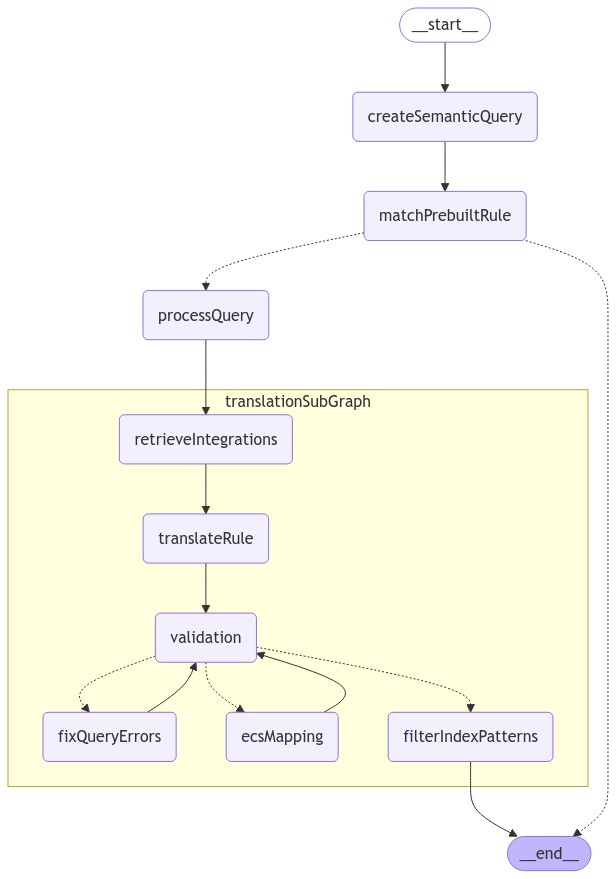 __start__
createSemanticQuery
matchPrebuiltRule
processQuery
translationSubGraph
retrieveIntegrations
translateRule
validation
fixQueryErrors
ecsMapping
filterIndexPatterns
__end__